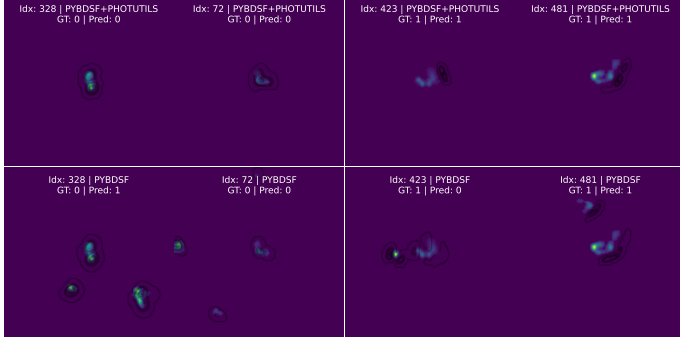 Idx: 328 | PYBDSF+PHOTUTILS
GT: 0 | Pred: 0
Idx: 72 | PYBDSF+PHOTUTILS
GT: 0 | Pred: 0
Idx: 423 | PYBDSF+PHOTUTILS
GT: 1 | Pred: 1
Idx: 481 | PYBDSF+PHOTUTILS
GT: 1 | Pred: 1
Idx: 328 | PYBDSF
GT: 0 | Pred: 1
Idx: 72 | PYBDSF
GT: 0 | Pred: 0
Idx: 423 | PYBDSF
GT: 1 | Pred: 0
Idx: 481 | PYBDSF
GT: 1 | Pred: 1